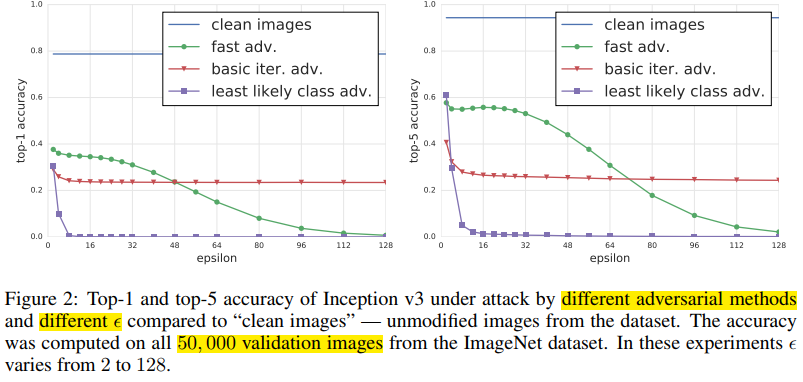 1.0
0.8
0.6
0.4
0.2
0.0
top-1 accuracy
clean images
fast adv.
basic iter. adv.
least likely class adv.
0 16 32 48 64 80 96 112 128
epsilon
1.0
0.8
0.6
0.4
0.2
0.0
top-5 accuracy
clean images
fast adv.
basic iter. adv.
least likely class adv.
0 16 32 48 64 80 96 112 128
epsilon
Figure 2: Top-1 and top-5 accuracy of Inception v3 under attack by different adversarial methods
and different ϵ compared to “clean images” — unmodified images from the dataset. The accuracy
was computed on all 50, 000 validation images from the ImageNet dataset. In these experiments ϵ
varies from 2 to 128.